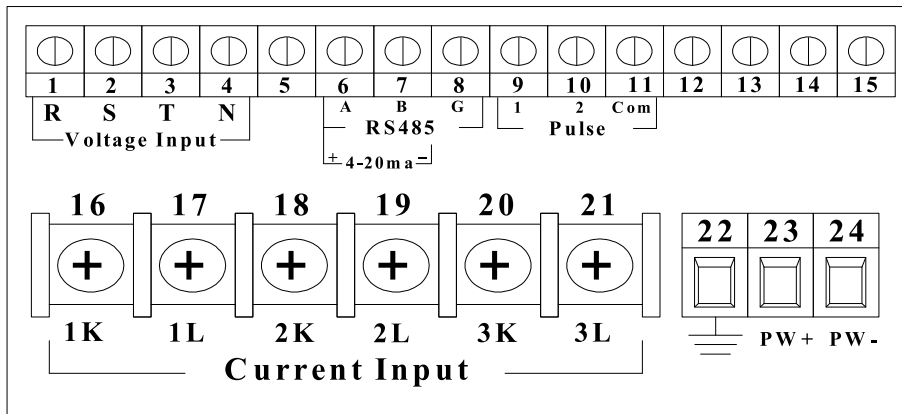 1 2 3 4 5 6 7 8 9 10 11 12 13 14 15
R S T N A B G 1 2 Com
Voltage Input RS485 Pulse
+ 4-20ma -
16 17 18 19 20 21
22 23 24
1K 1L 2K 2L 3K 3L
PW+ PW-
Current Input